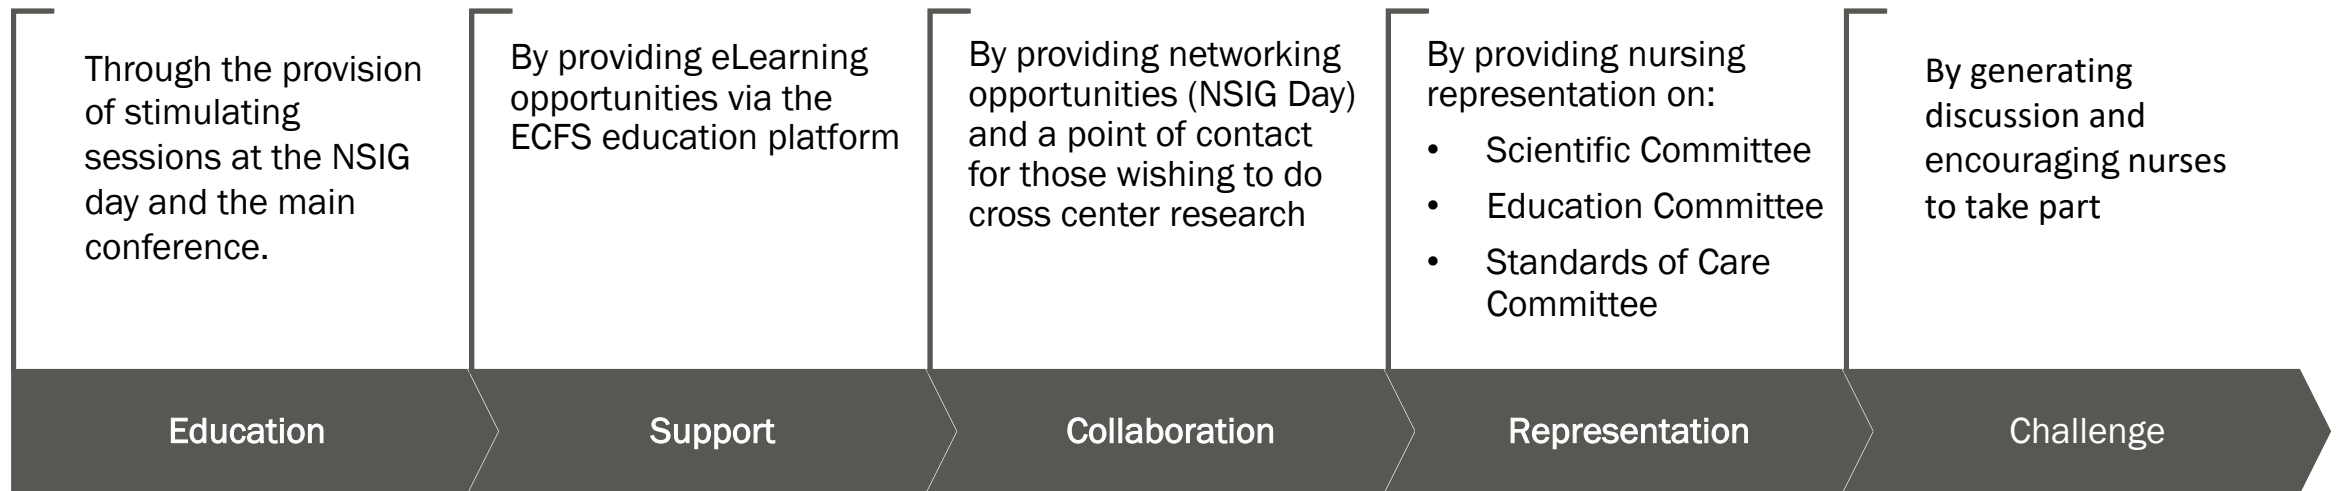 Through the provision
of stimulating
sessions at the NSIG
day and the main
conference.
By providing eLearning
opportunities via the
ECFS education platform
By providing networking
opportunities (NSIG Day)
and a point of contact
for those wishing to do
cross center research
By providing nursing
representation on:
• Scientific Committee
• Education Committee
• Standards of Care
Committee
By generating
discussion and
encouraging nurses
to take part
Education
Support
Collaboration
Representation
Challenge